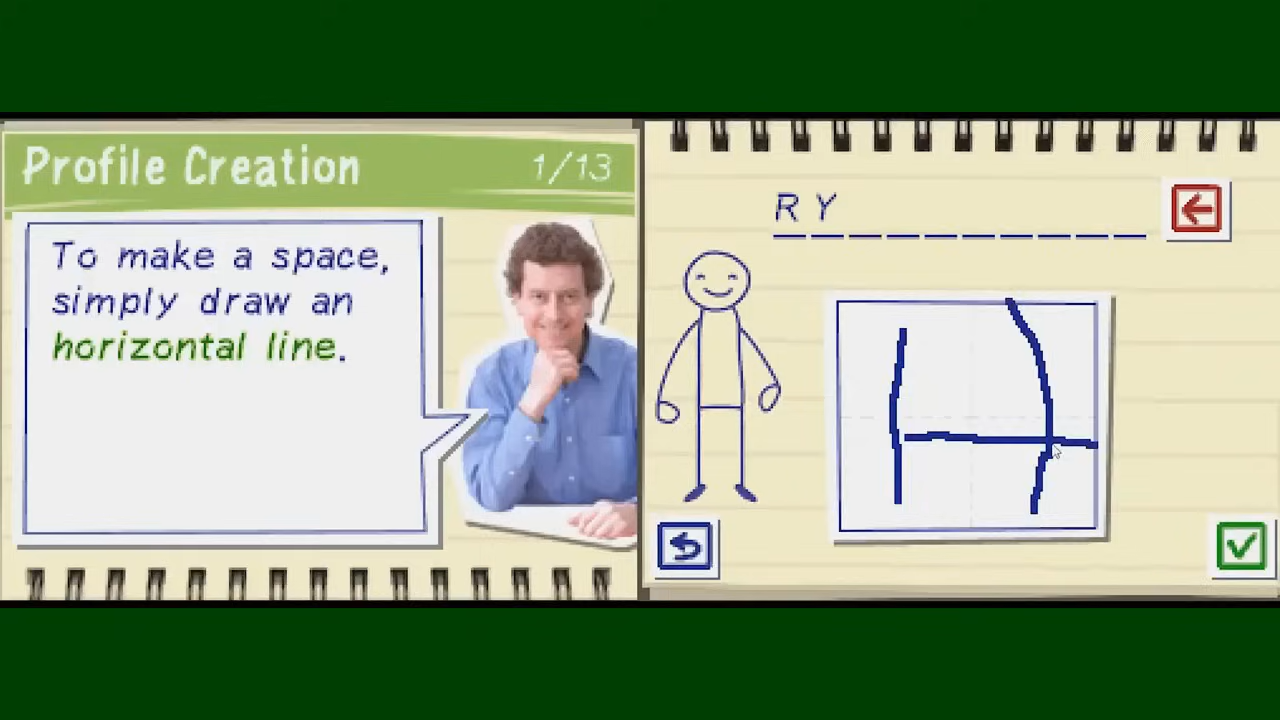 Profile Creation
1/13
To make a space,
simply draw an
horizontal line.
R Y
H